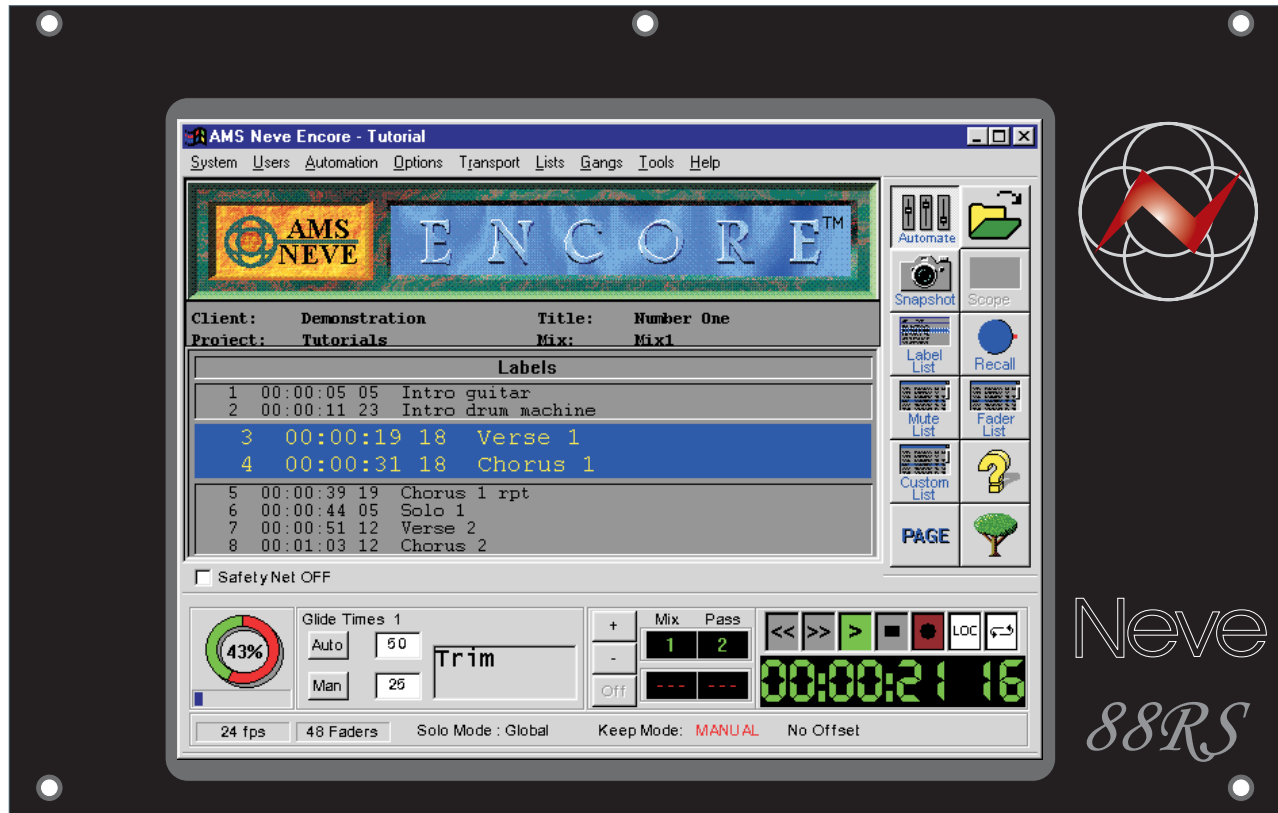 AMS Neve Encore - Tutorial
System Users Automation Options Transport Lists Gangs Tools Help
AMS
NEVE
ENCORE™
Client: Demonstration Title: Number One
Project: Tutorials Mix: Mix1
Labels
1 00:00:05 05 Intro guitar
2 00:00:11 23 Intro drum machine
3 00:00:19 18 Verse 1
4 00:00:31 18 Chorus 1
5 00:00:39 19 Chorus 1 rpt
6 00:00:44 05 Solo 1
7 00:00:51 12 Verse 2
8 00:01:03 12 Chorus 2
Automate
Snapshot Scope
Label List Recall
Mute List Fader List
Custom List
PAGE
SafetyNet OFF
43%
Glide Times 1
Auto 50
Man 25
Trim
+
-
Off
Mix Pass
1 2
--- ---
<< >> > LOC
00:00:21 16
24 fps 48 Faders Solo Mode : Global Keep Mode: MANUAL No Offset
Neve
88RS